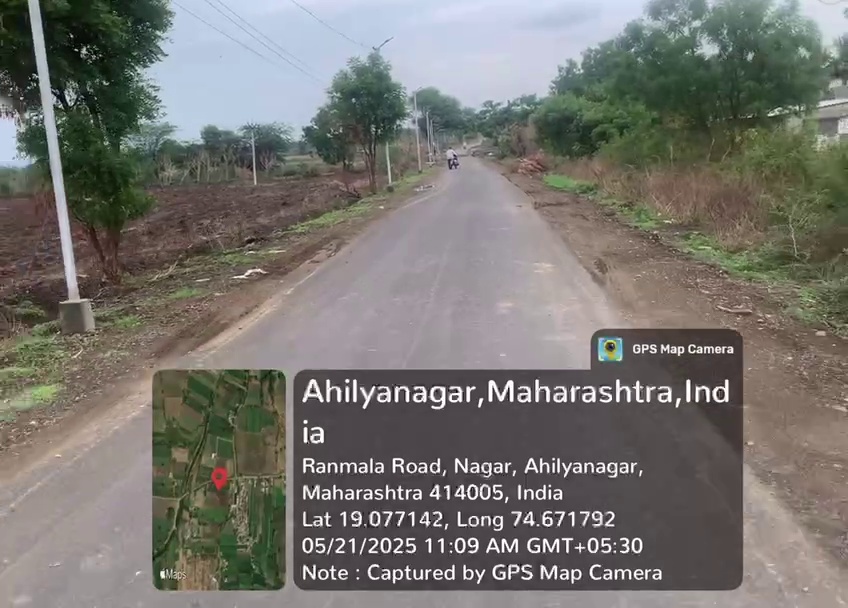 GPS Map Camera
Ahilyanagar,Maharashtra,Ind
ia
Ranmala Road, Nagar, Ahilyanagar,
Maharashtra 414005, India
Lat 19.077142, Long 74.671792
05/21/2025 11:09 AM GMT+05:30
Note : Captured by GPS Map Camera
Maps